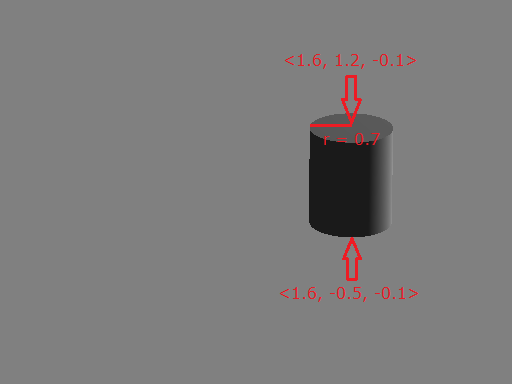 <1.6, 1.2, -0.1>
r = 0.7
<1.6, -0.5, -0.1>